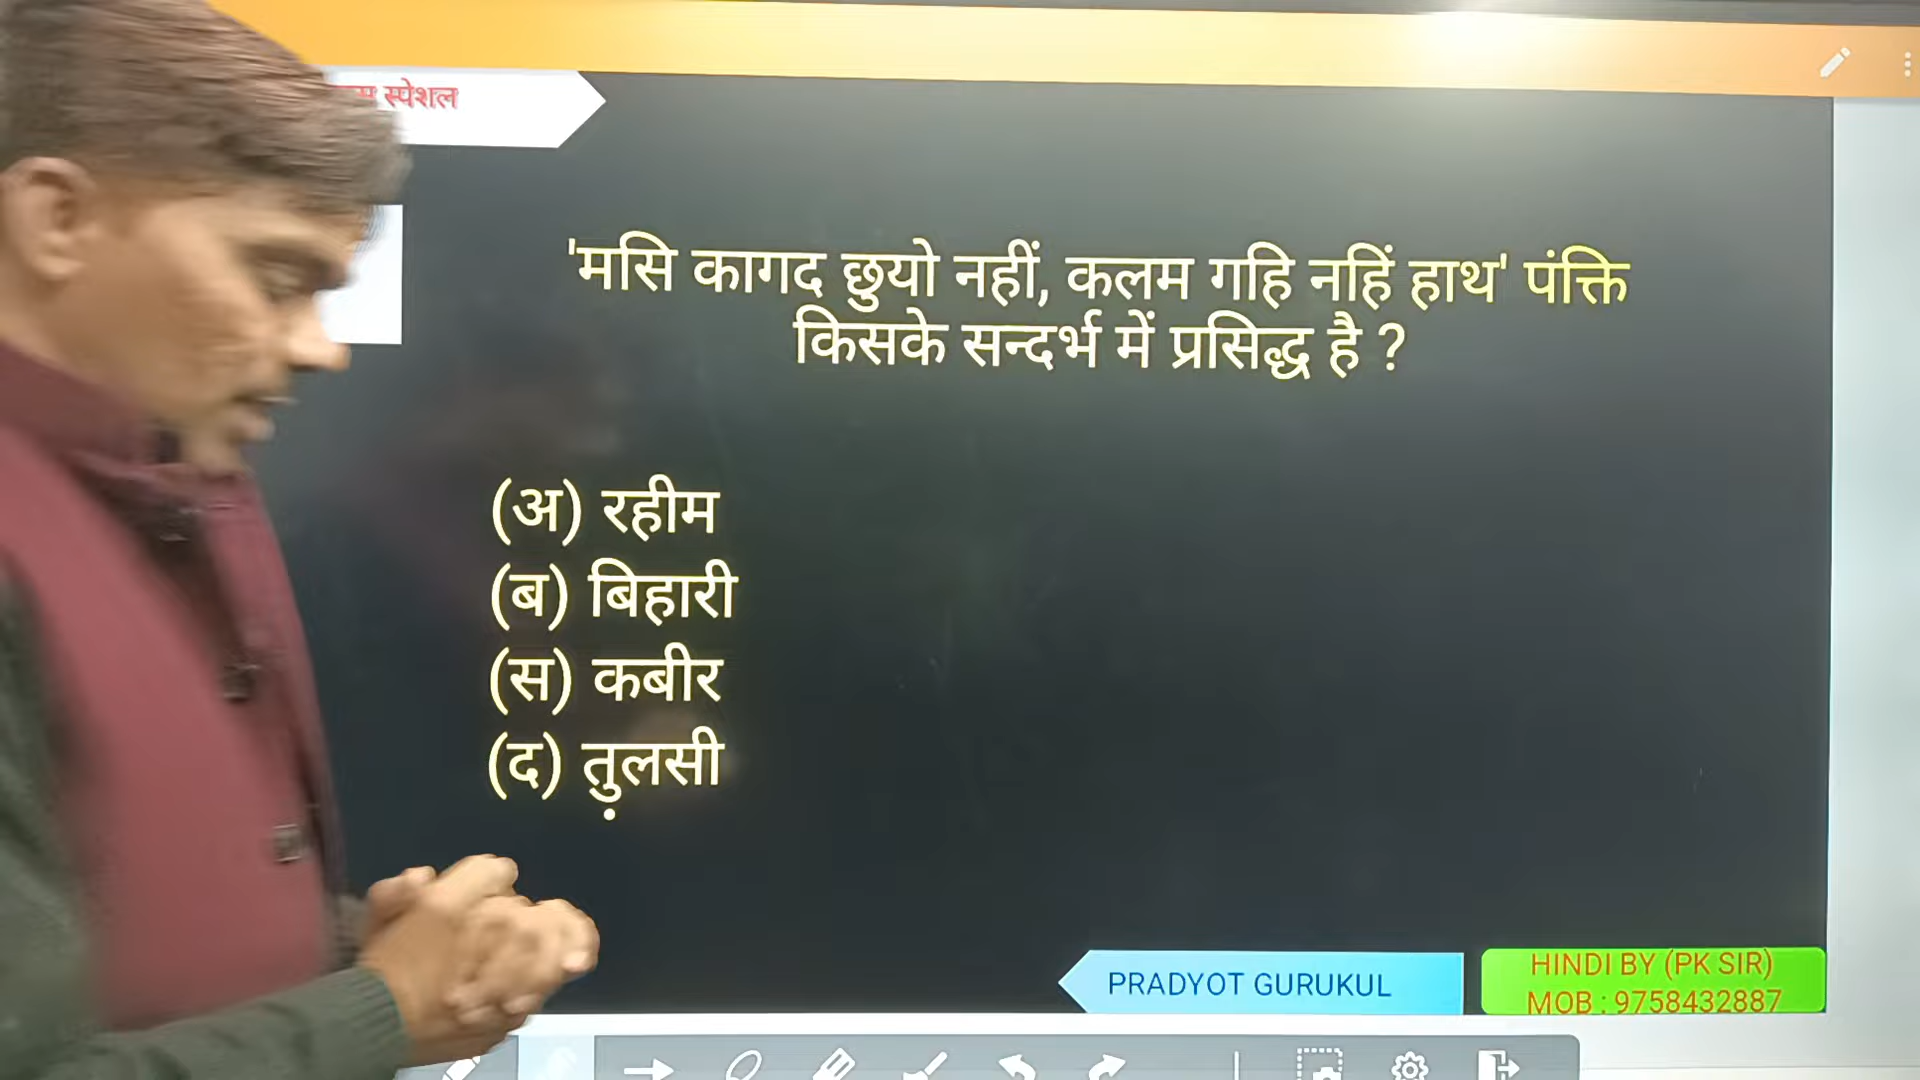 स्पेशल
'मसि कागद छुयो नहीं, कलम गहि नहिं हाथ' पंक्ति
किसके सन्दर्भ में प्रसिद्ध है ?
(अ) रहीम
(ब) बिहारी
(स) कबीर
(द) तुलसी
PRADYOT GURUKUL
HINDI BY (PK SIR)
MOB : 9758432887